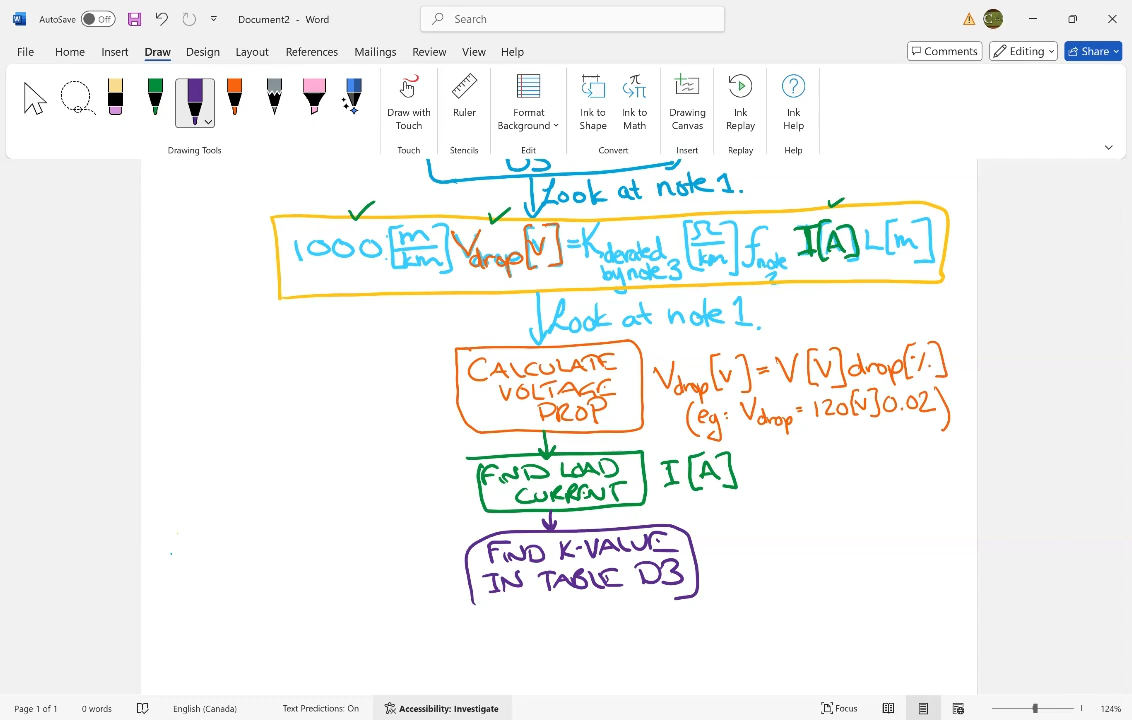 AutoSave Off Document2 - Word Search
File Home Insert Draw Design Layout References Mailings Review View Help Comments Editing Share
Draw with Touch Ruler Format Background Ink to Shape Ink to Math Drawing Canvas Ink Replay Ink Help
Drawing Tools Touch Stencils Edit Convert Insert Replay Help
D3
Look at note 1.
1000 [m/km] Vdrop[V] = Kderated by note 3 [Ω/km] fnote 2 I[A] L[m]
Look at note 1.
CALCULATE
VOLTAGE
DROP
Vdrop[V] = V[V]drop[%]
(eg: Vdrop = 120[V]0.02)
FIND LOAD
CURRENT
I[A]
FIND K-VALUE
IN TABLE D3
Page 1 of 1 0 words English (Canada) Text Predictions: On Accessibility: Investigate Focus 124%